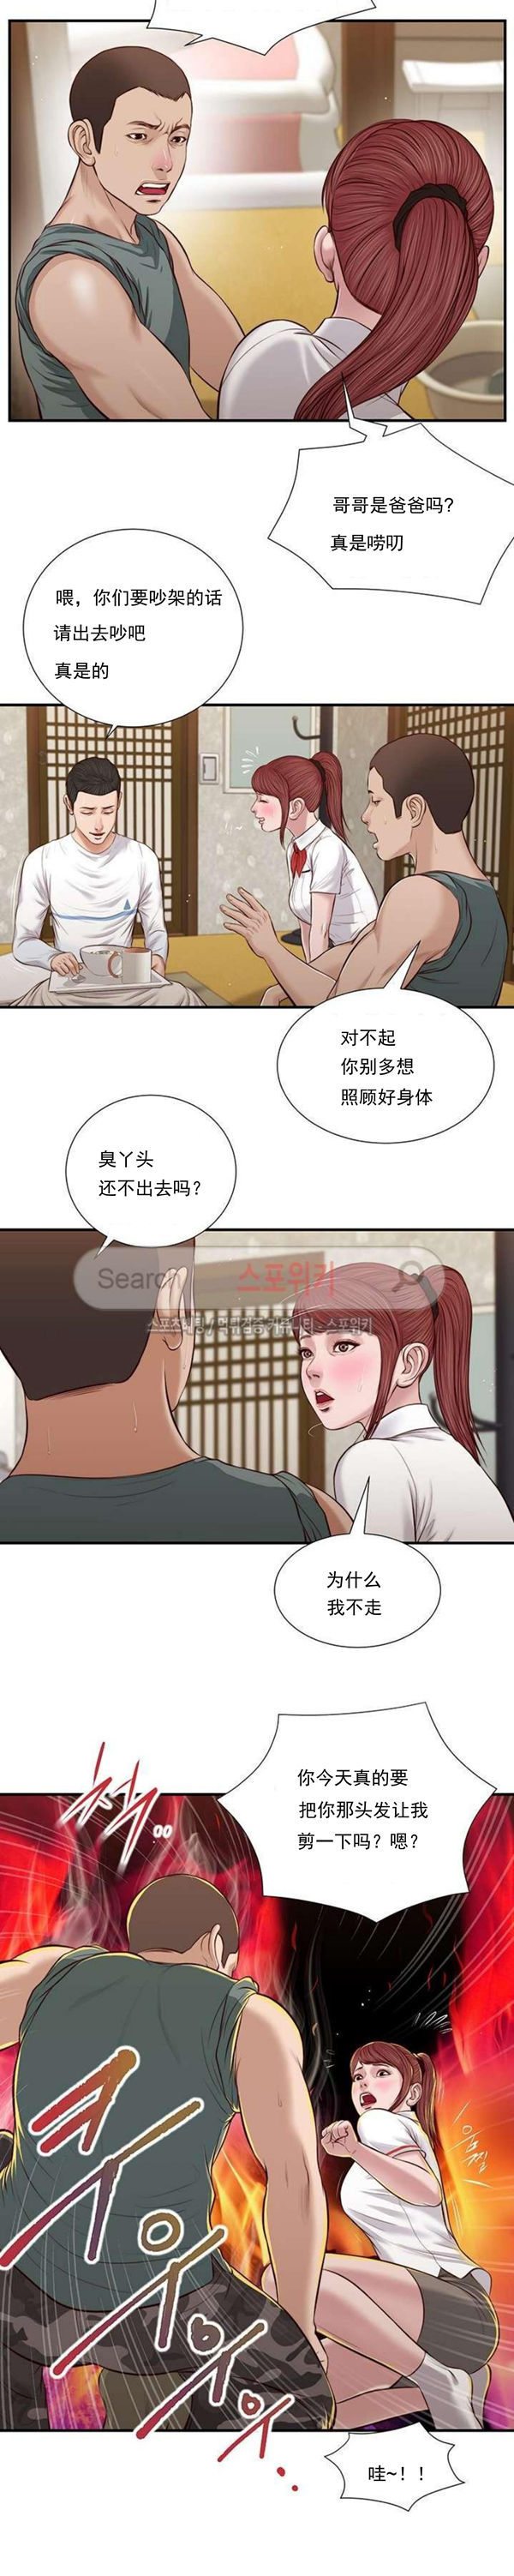 哥哥是爸爸吗?
真是唠叨
喂，你们要吵架的话
请出去吵吧
真是的
对不起
你别多想
照顾好身体
臭丫头
还不出去吗?
Search 스포위키
为什么
我不走
你今天真的要
把你那头发让我
剪一下吗? 嗯?
움찔
哇~! !